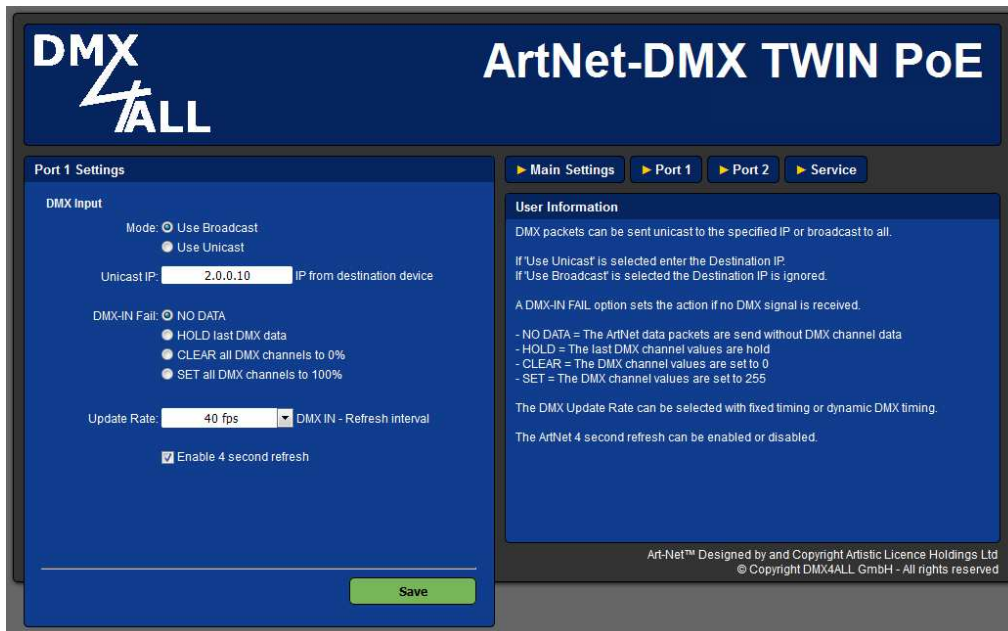 DMX
4ALL
ArtNet-DMX TWIN PoE
Port 1 Settings
DMX Input
Mode: Use Broadcast
Use Unicast
Unicast IP: 2.0.0.10 IP from destination device
DMX-IN Fail: NO DATA
HOLD last DMX data
CLEAR all DMX channels to 0%
SET all DMX channels to 100%
Update Rate: 40 fps DMX IN - Refresh interval
Enable 4 second refresh
Save
Main Settings
Port 1
Port 2
Service
User Information
DMX packets can be sent unicast to the specified IP or broadcast to all.
If 'Use Unicast' is selected enter the Destination IP.
If 'Use Broadcast' is selected the Destination IP is ignored.
A DMX-IN FAIL option sets the action if no DMX signal is received.
- NO DATA = The ArtNet data packets are send without DMX channel data
- HOLD = The last DMX channel values are hold
- CLEAR = The DMX channel values are set to 0
- SET = The DMX channel values are set to 255
The DMX Update Rate can be selected with fixed timing or dynamic DMX timing.
The ArtNet 4 second refresh can be enabled or disabled.
Art-Net™ Designed by and Copyright Artistic Licence Holdings Ltd
© Copyright DMX4ALL GmbH - All rights reserved